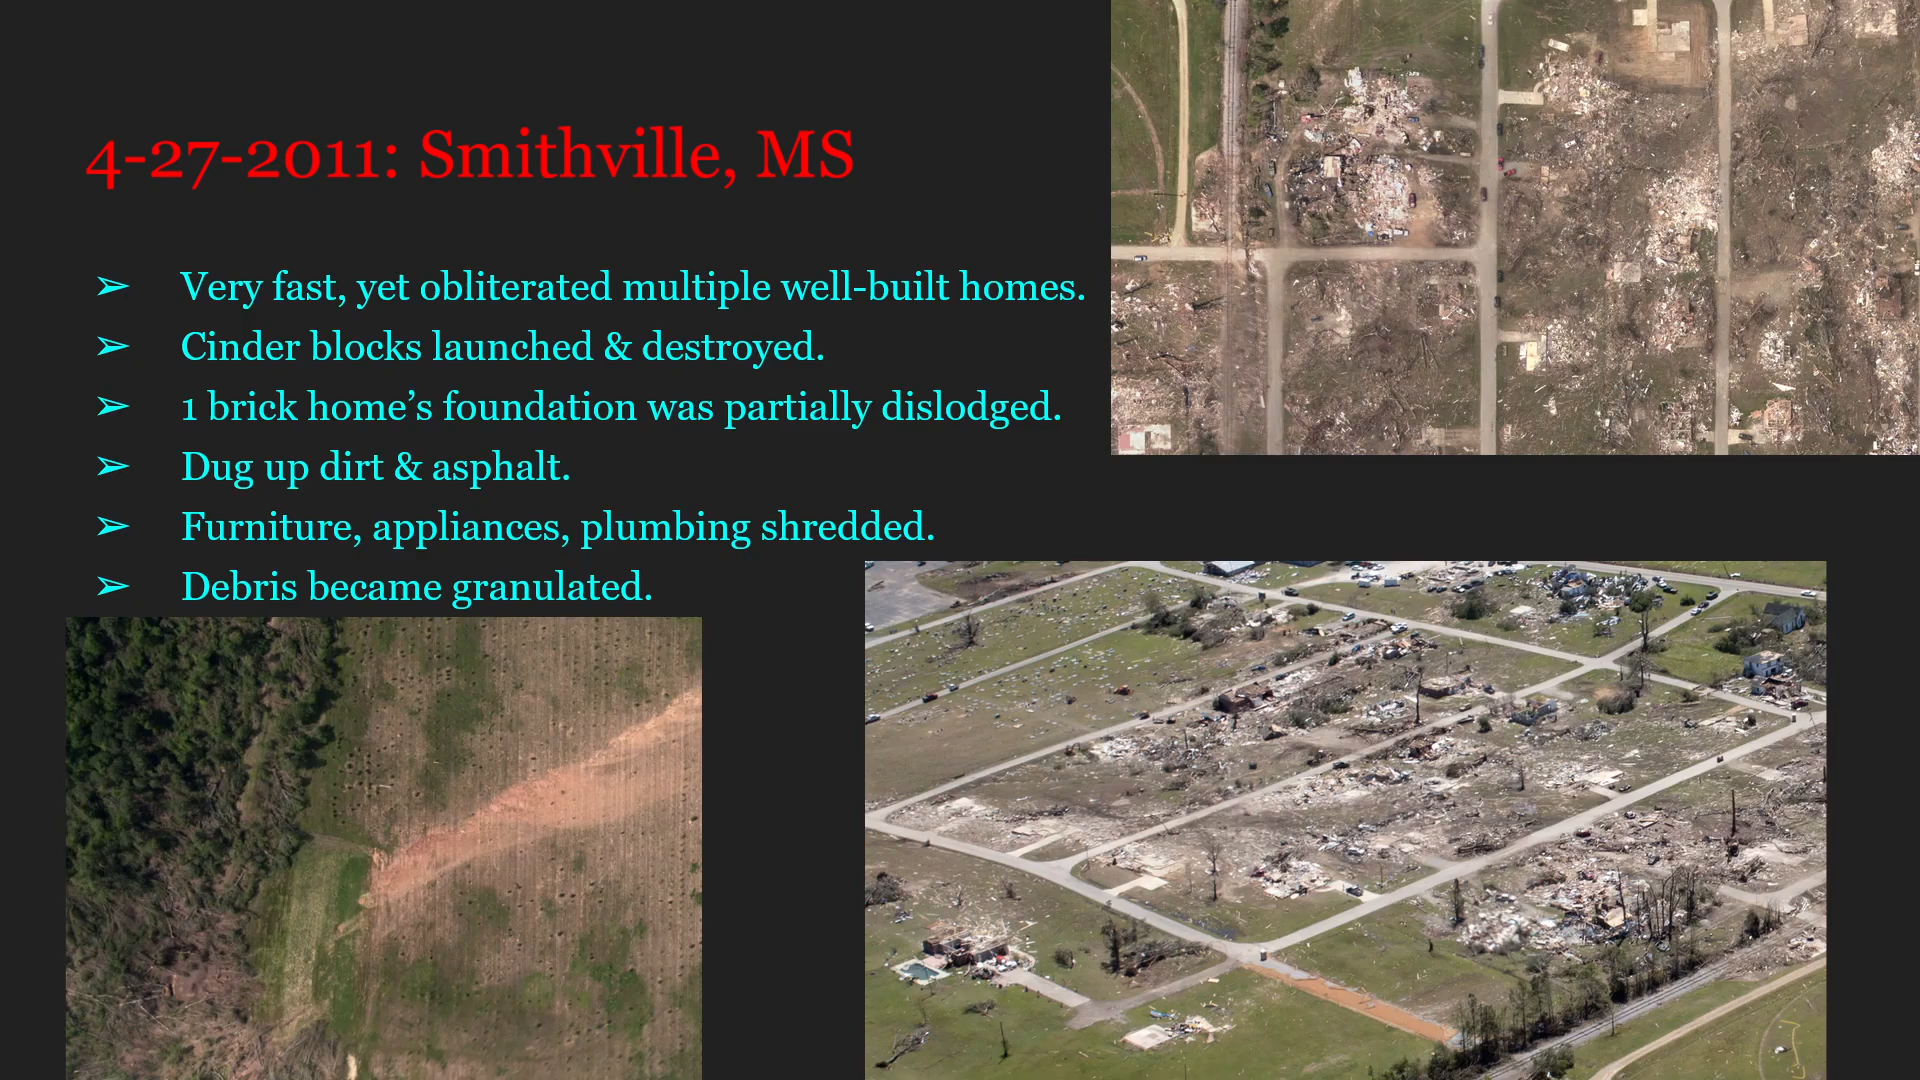 4-27-2011: Smithville, MS
➢ Very fast, yet obliterated multiple well-built homes.
➢ Cinder blocks launched & destroyed.
➢ 1 brick home’s foundation was partially dislodged.
➢ Dug up dirt & asphalt.
➢ Furniture, appliances, plumbing shredded.
➢ Debris became granulated.